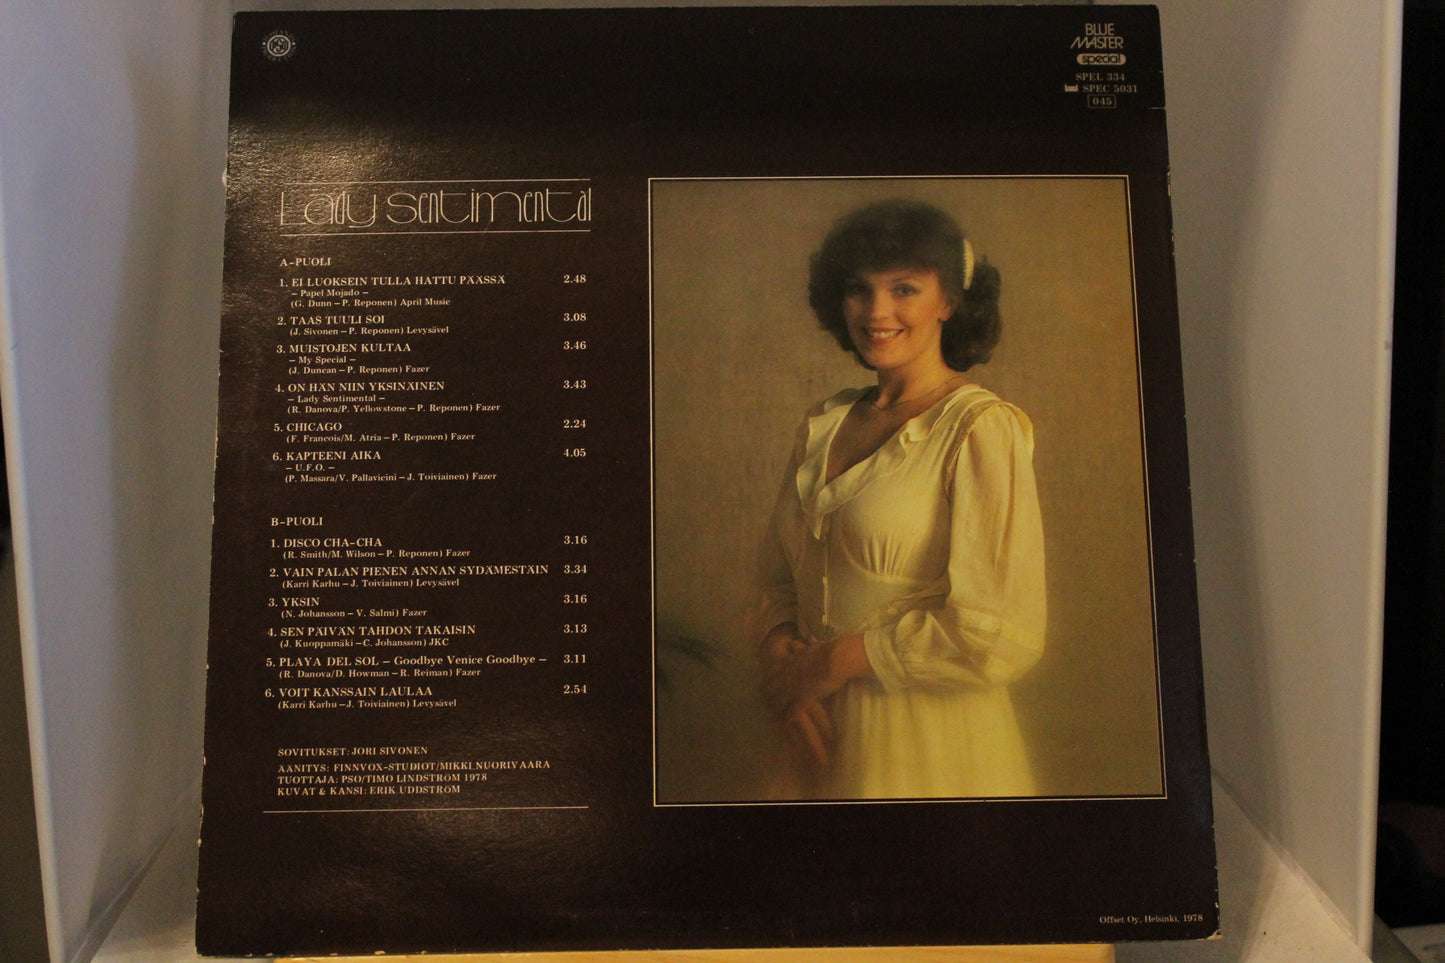 BLUE
MASTER
special
SPEL 334
SPEC 5031
045
Lady sentimental
A-PUOLI
1. EI LUOKSEIN TULLA HATTU PÄÄSSÄ 2.48
– Papel Mojado –
(G. Dunn – P. Reponen) April Music
2. TAAS TUULI SOI 3.08
(J. Sivonen – P. Reponen) Levysävel
3. MUISTOJEN KULTAA 3.46
– My Special –
(J. Duncan – P. Reponen) Fazer
4. ON HÄN NIIN YKSINÄINEN 3.43
– Lady Sentimental –
(R. Danova/P. Yellowstone – P. Reponen) Fazer
5. CHICAGO 2.24
(F. Francois/M. Atria – P. Reponen) Fazer
6. KAPTEENI AIKA 4.05
– U.F.O. –
(P. Massara/V. Pallavicini – J. Toiviainen) Fazer
B-PUOLI
1. DISCO CHA-CHA 3.16
(R. Smith/M. Wilson – P. Reponen) Fazer
2. VAIN PALAN PIENEN ANNAN SYDÄMESTÄIN 3.34
(Karri Karhu – J. Toiviainen) Levysävel
3. YKSIN 3.16
(N. Johansson – V. Salmi) Fazer
4. SEN PÄIVÄN TAHDON TAKAISIN 3.13
(J. Kuoppamäki – C. Johansson) JKC
5. PLAYA DEL SOL – Goodbye Venice Goodbye – 3.11
(R. Danova/D. Howman – R. Reiman) Fazer
6. VOIT KANSSAIN LAULAA 2.54
(Karri Karhu – J. Toiviainen) Levysävel
SOVITUKSET: JORI SIVONEN
ÄÄNITYS: FINNVOX-STUDIOT/MIKKI.NUORIVAARA
TUOTTAJA: PSO/TIMO LINDSTRÖM 1978
KUVAT & KANSI: ERIK UDDSTRÖM
Offset Oy, Helsinki, 1978